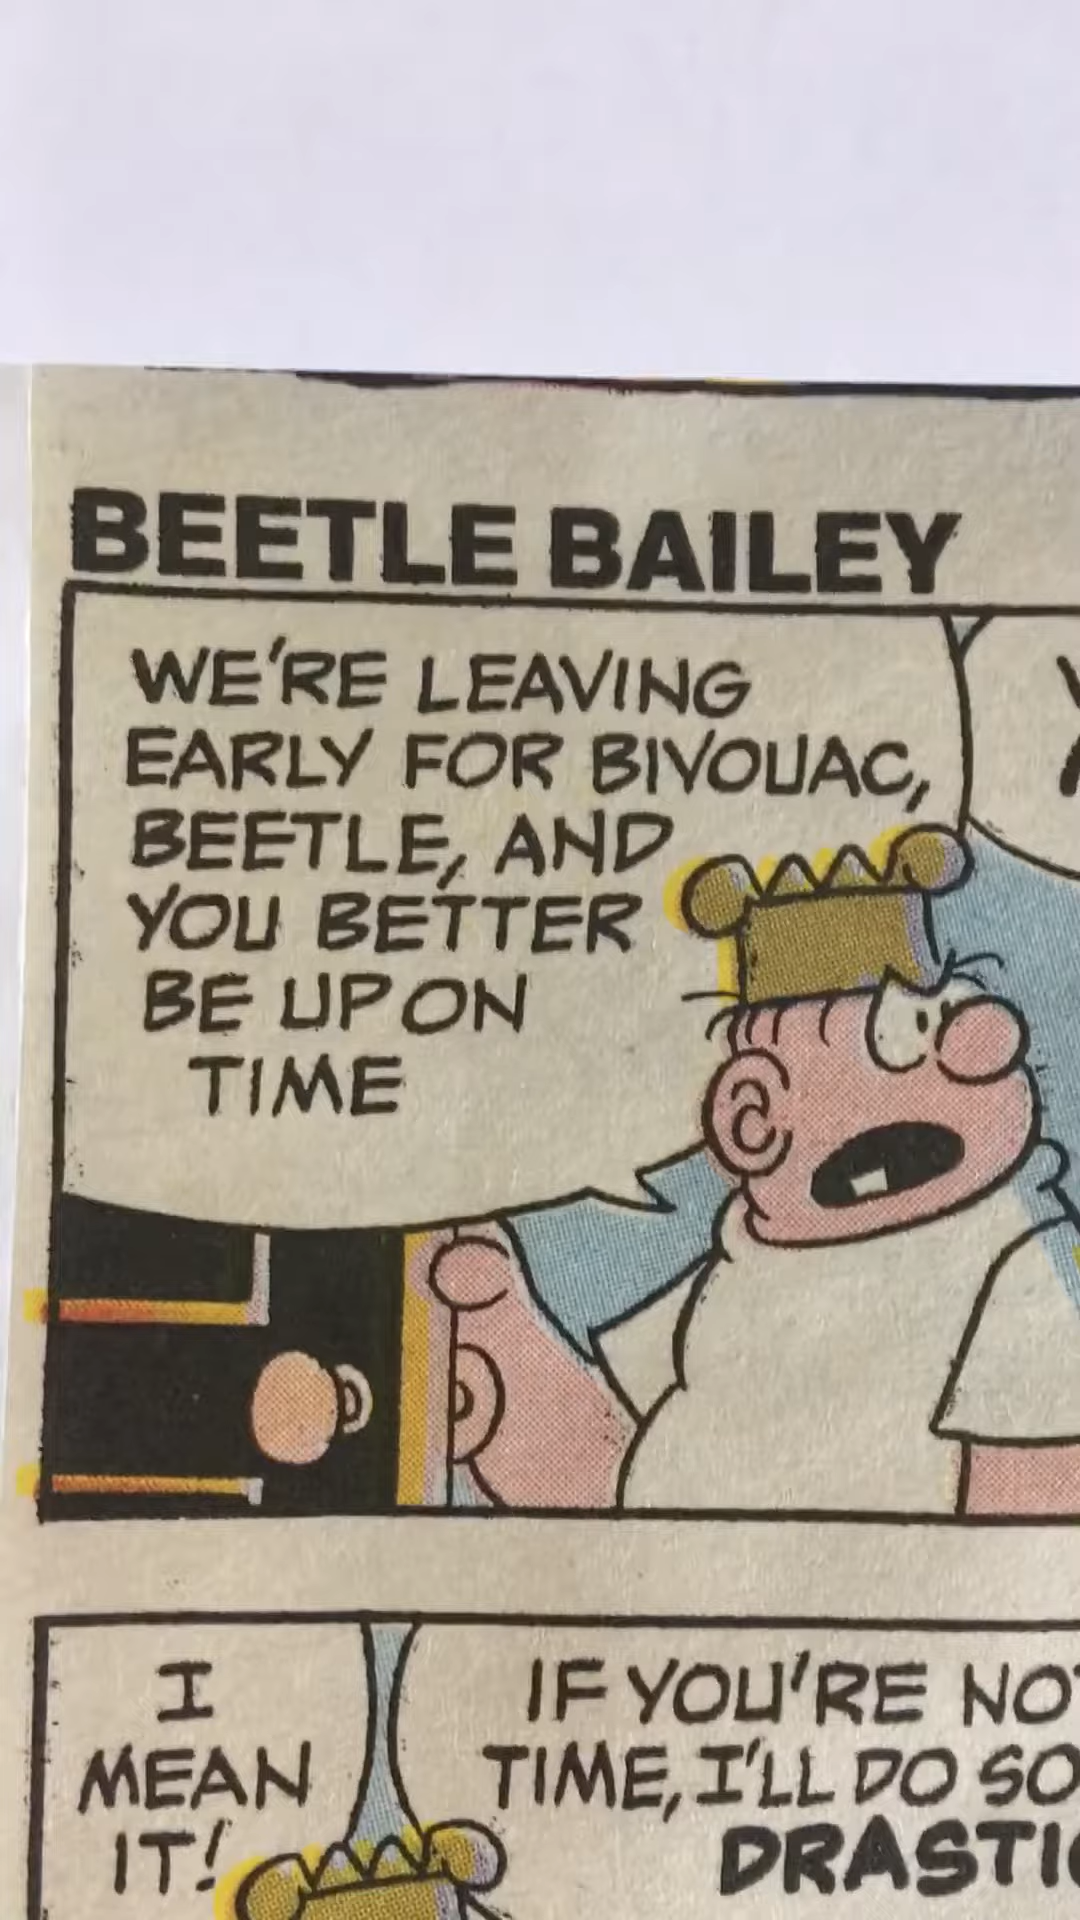 BEETLE BAILEY
WE'RE LEAVING
EARLY FOR BIVOUAC,
BEETLE, AND
YOU BETTER
BE UP ON
TIME
I
MEAN
IT!
IF YOU'RE
TIME, I'LL DO